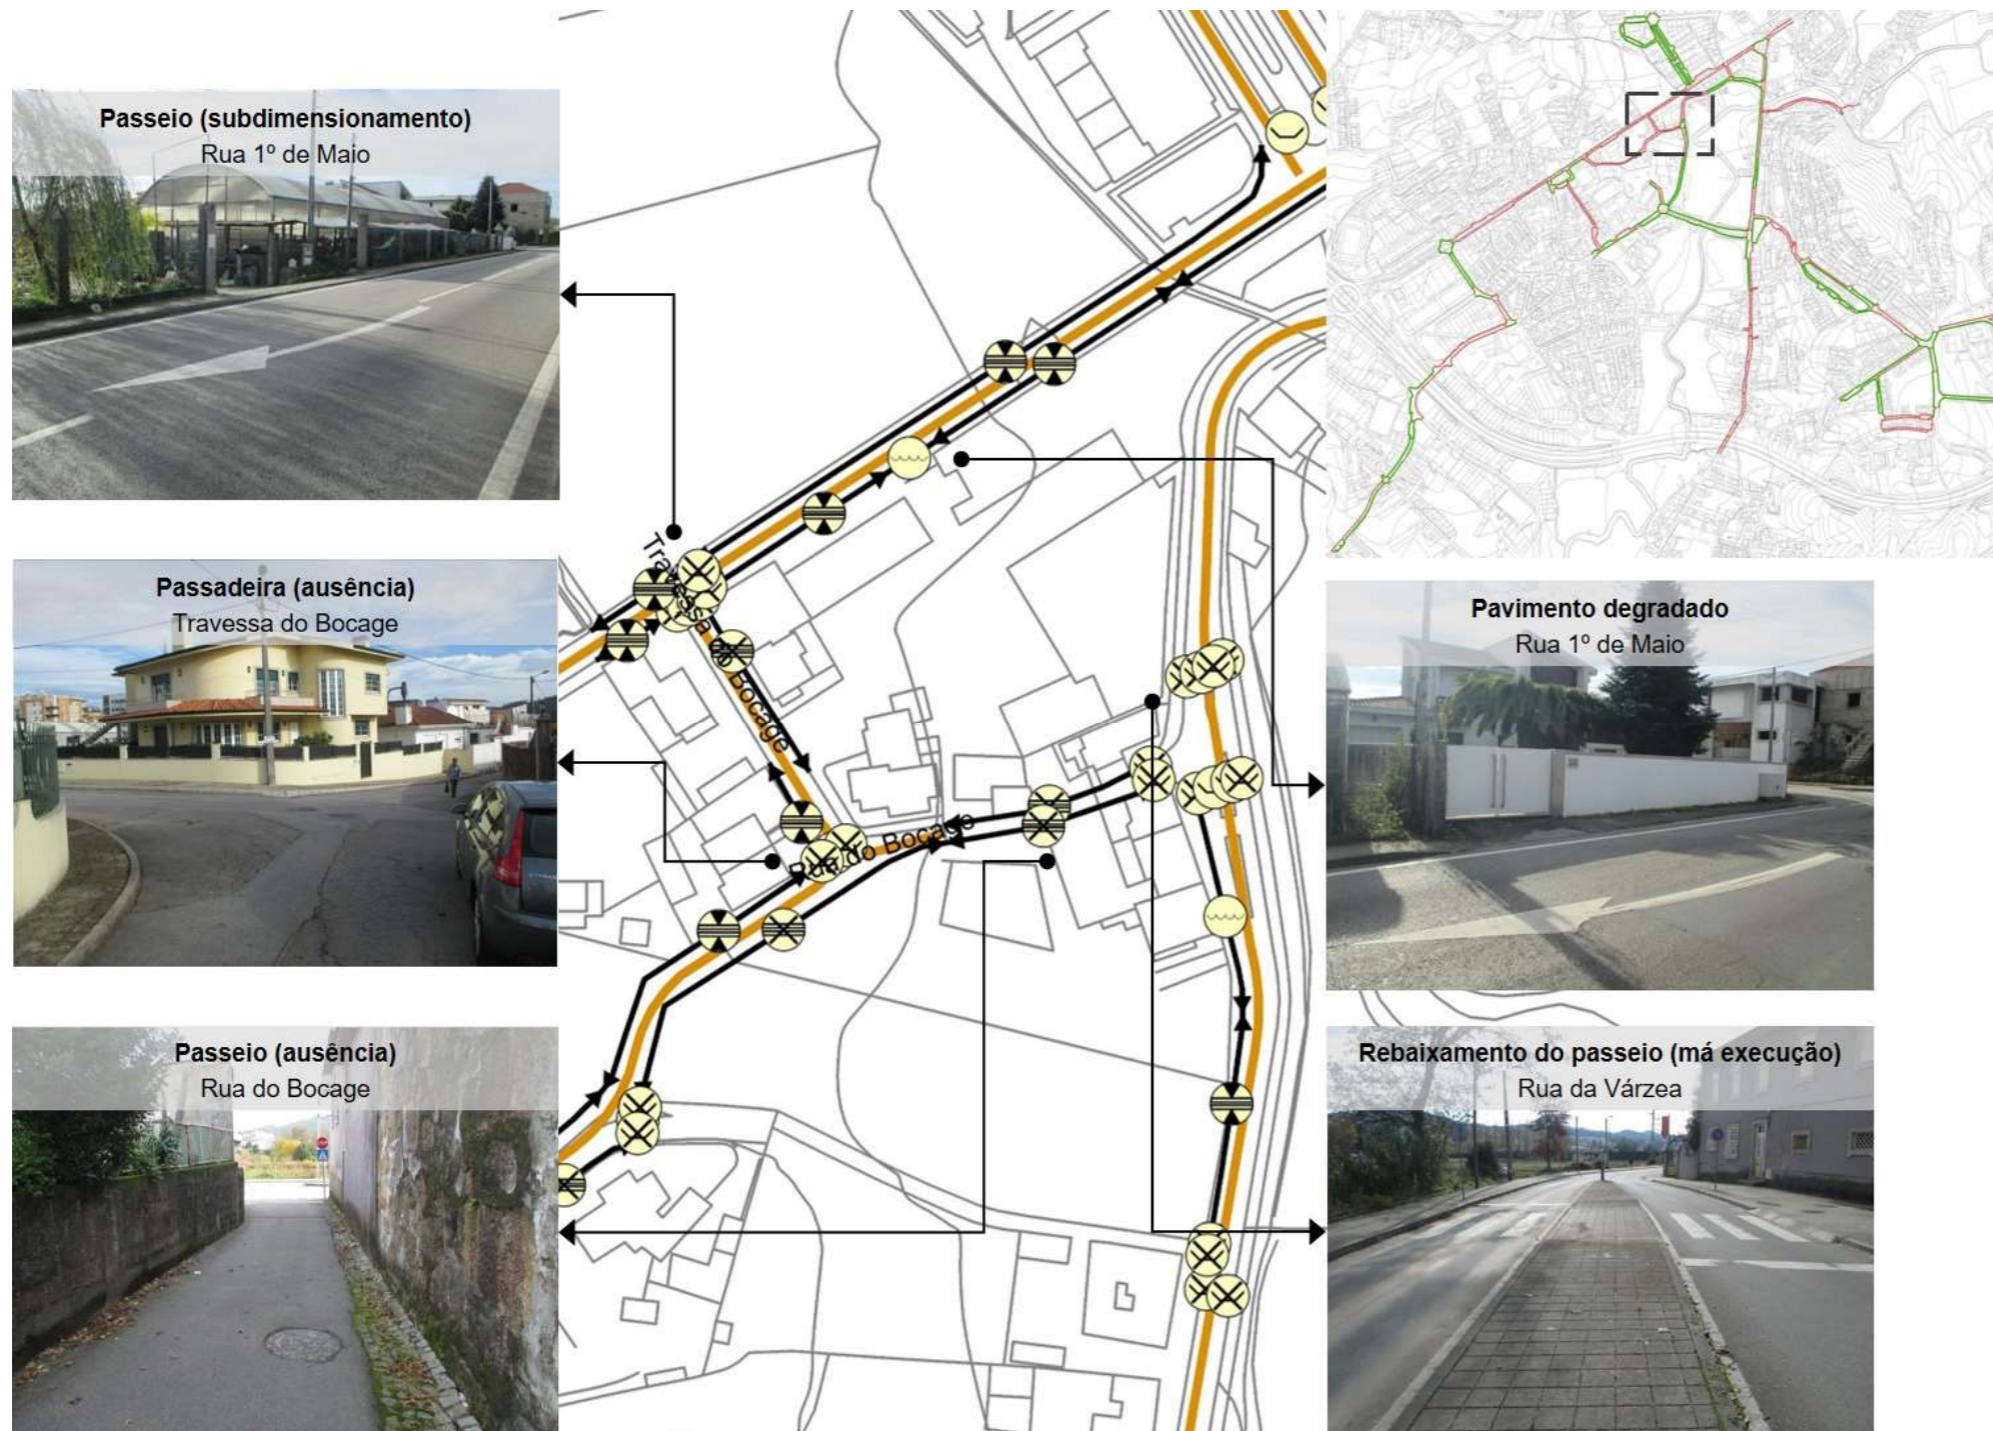 Passeio (subdimensionamento)
Rua 1º de Maio
Passadeira (ausência)
Travessa do Bocage
Passeio (ausência)
Rua do Bocage
Travessa do Bocage
Rua do Bocage
Pavimento degradado
Rua 1º de Maio
Rebaixamento do passeio (má execução)
Rua da Várzea